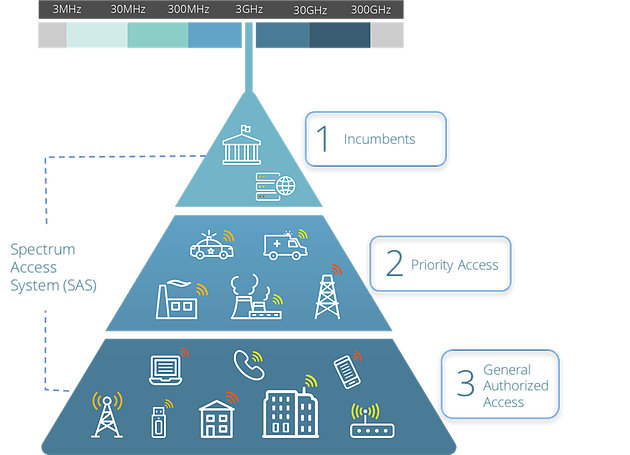 3MHz 30MHz 300MHz 3GHz 30GHz 300GHz
1 Incumbents
Spectrum
Access
System (SAS)
2 Priority Access
3 General
Authorized
Access